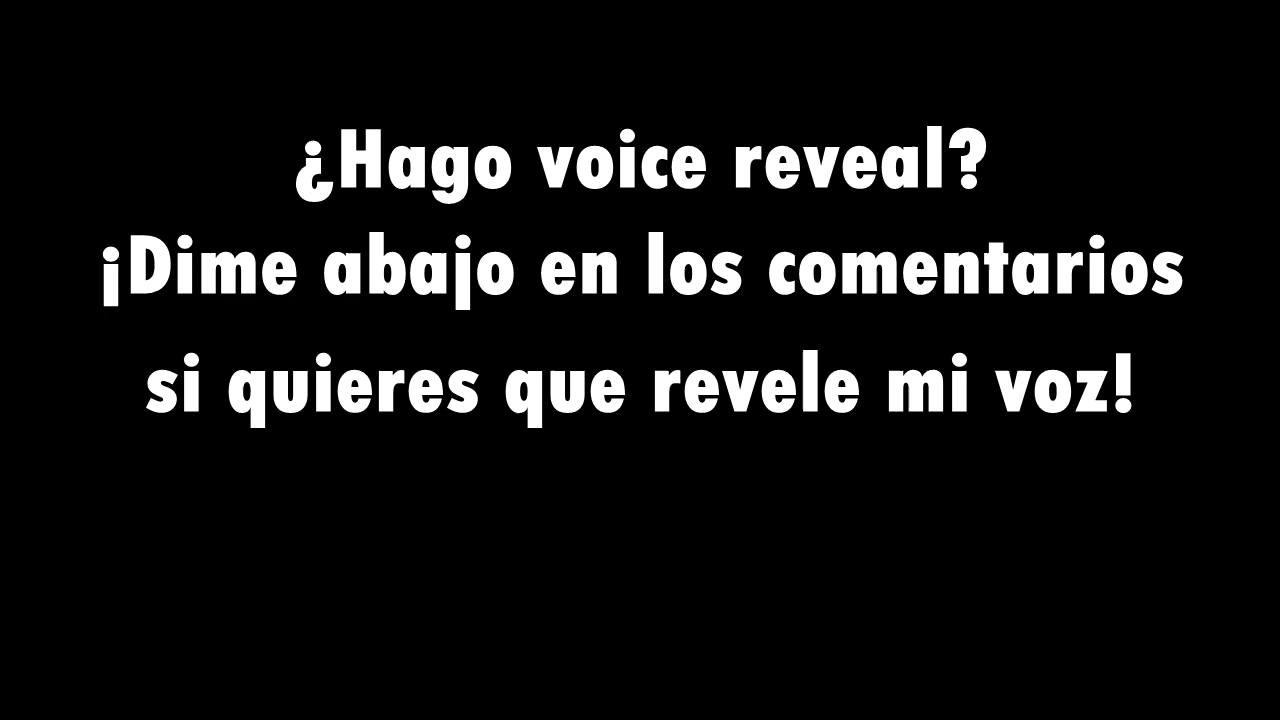 ¿Hago voice reveal?
¡Dime abajo en los comentarios
si quieres que revele mi voz!